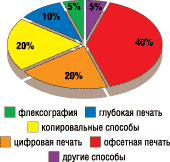 5%
5%
10%
40%
20%
20%
флексография
глубокая печать
копировальные способы
цифровая печать
офсетная печать
другие способы